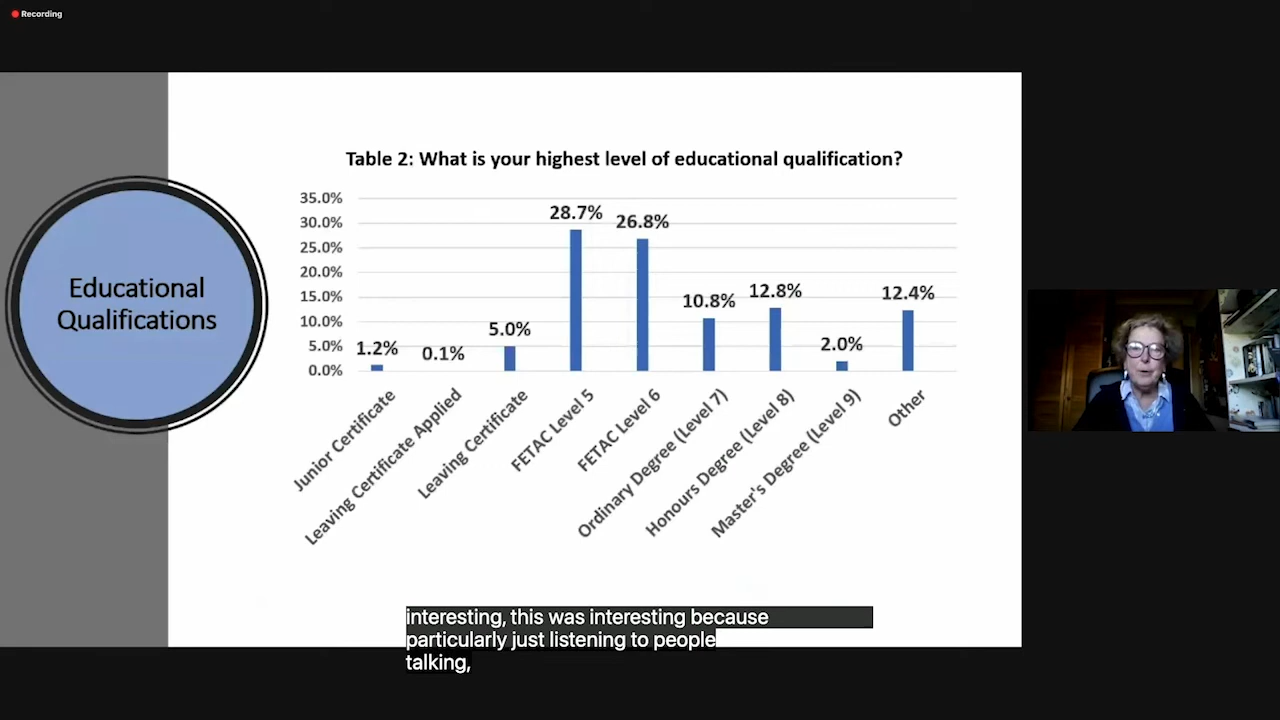 Recording
Table 2: What is your highest level of educational qualification?
Educational
Qualifications
35.0%
30.0%
25.0%
20.0%
15.0%
10.0%
5.0%
0.0%
1.2%
0.1%
5.0%
28.7%
26.8%
10.8%
12.8%
2.0%
12.4%
Junior Certificate
Leaving Certificate Applied
Leaving Certificate
FETAC Level 5
FETAC Level 6
Ordinary Degree (Level 7)
Honours Degree (Level 8)
Master's Degree (Level 9)
Other
interesting, this was interesting because
particularly just listening to people
talking,